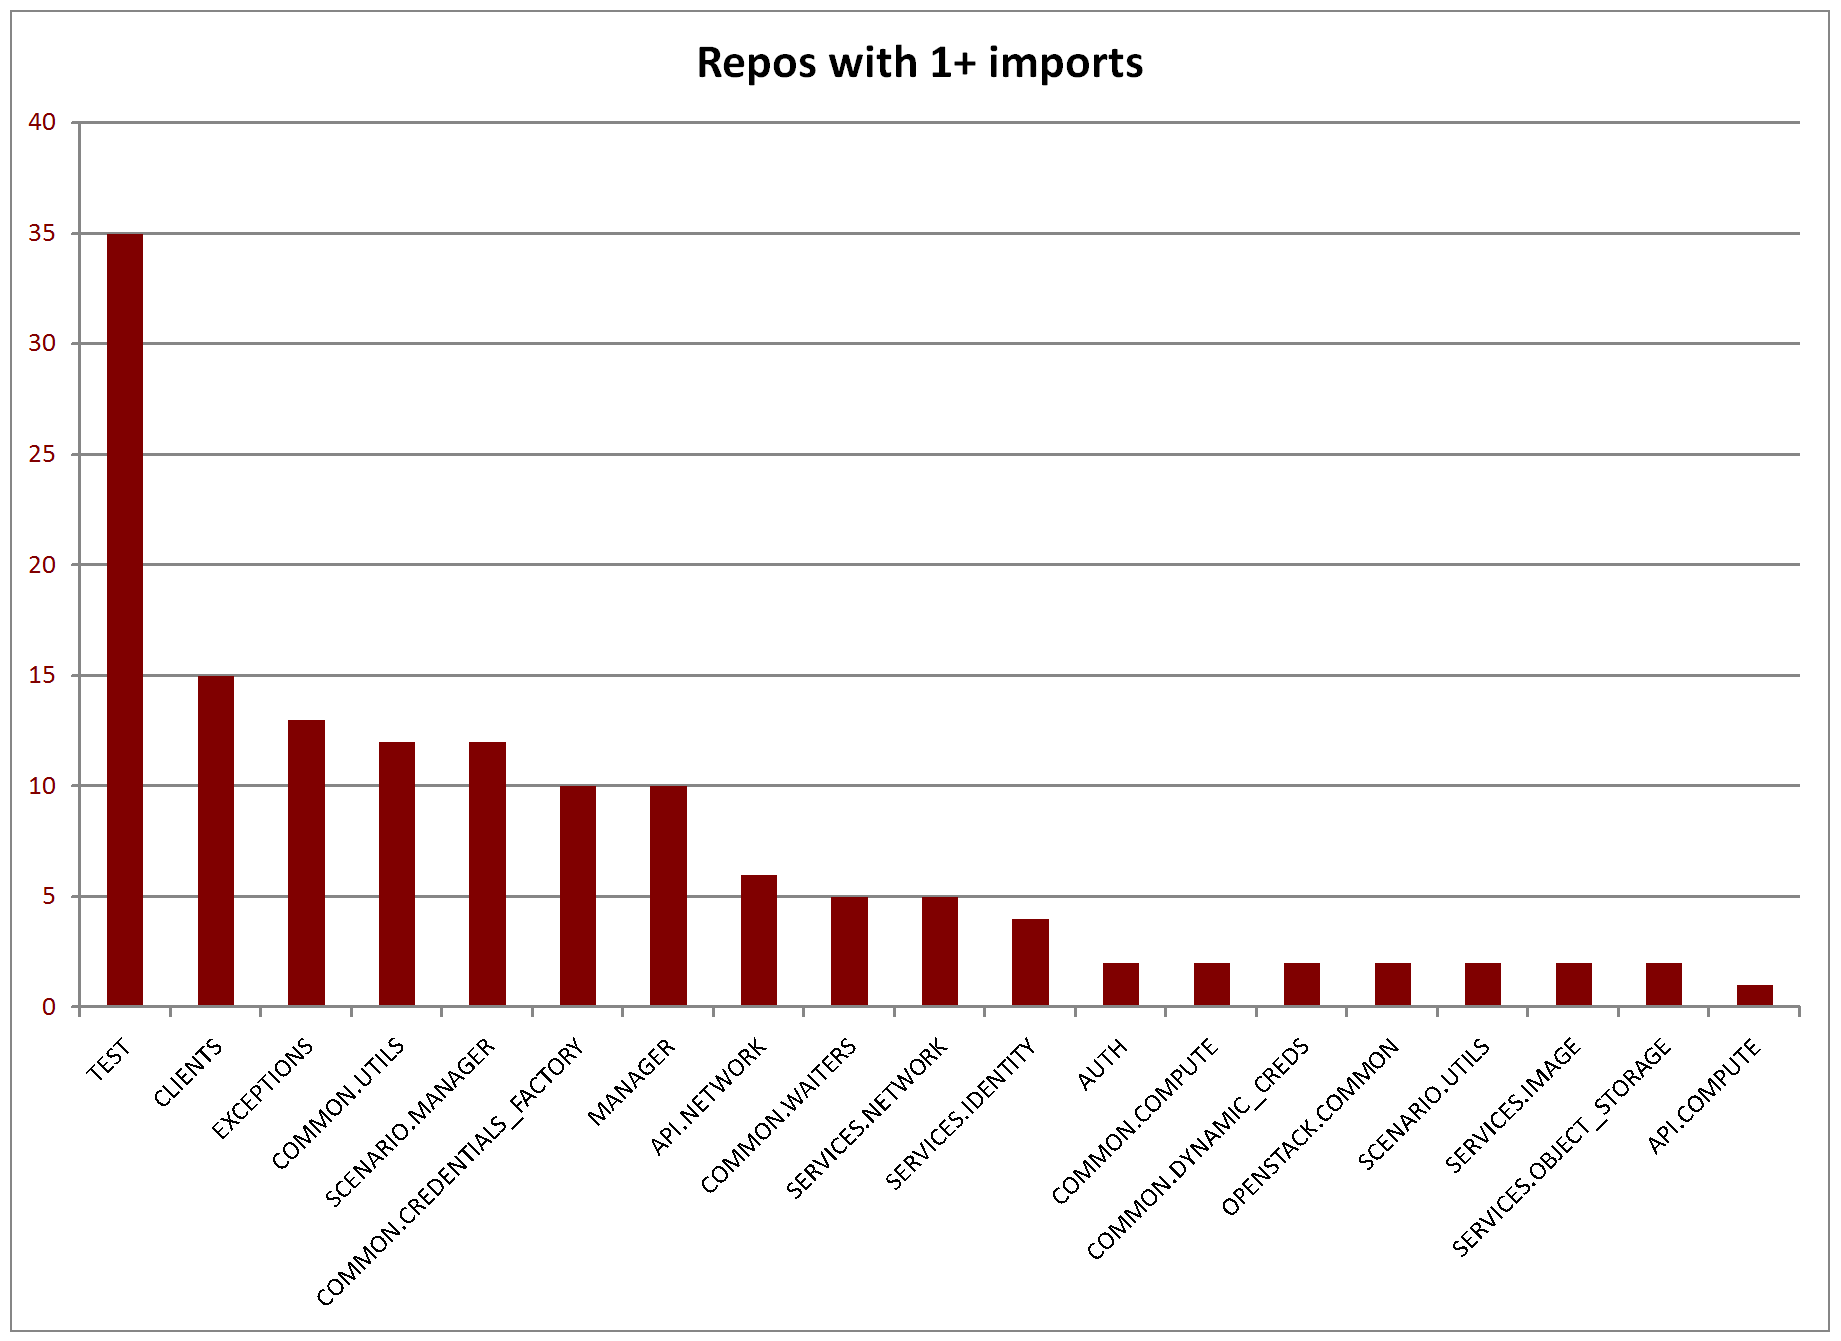 Repos with 1+ imports
40
35
30
25
20
15
10
5
0
TEST
CLIENTS
EXCEPTIONS
COMMON.UTILS
SCENARIO.MANAGER
COMMON.CREDENTIALS_FACTORY
MANAGER
API.NETWORK
COMMON.WAITERS
SERVICES.NETWORK
SERVICES.IDENTITY
AUTH
COMMON.COMPUTE
COMMON.DYNAMIC_CREDS
OPENSTACK.COMMON
SCENARIO.UTILS
SERVICES.IMAGE
SERVICES.OBJECT_STORAGE
API.COMPUTE